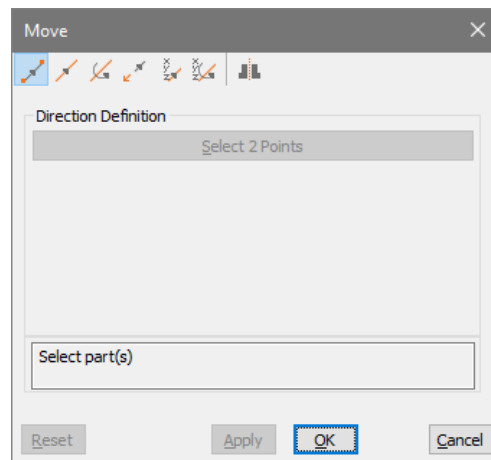 Move
Direction Definition
Select 2 Points
Select part(s)
Reset
Apply
OK
Cancel